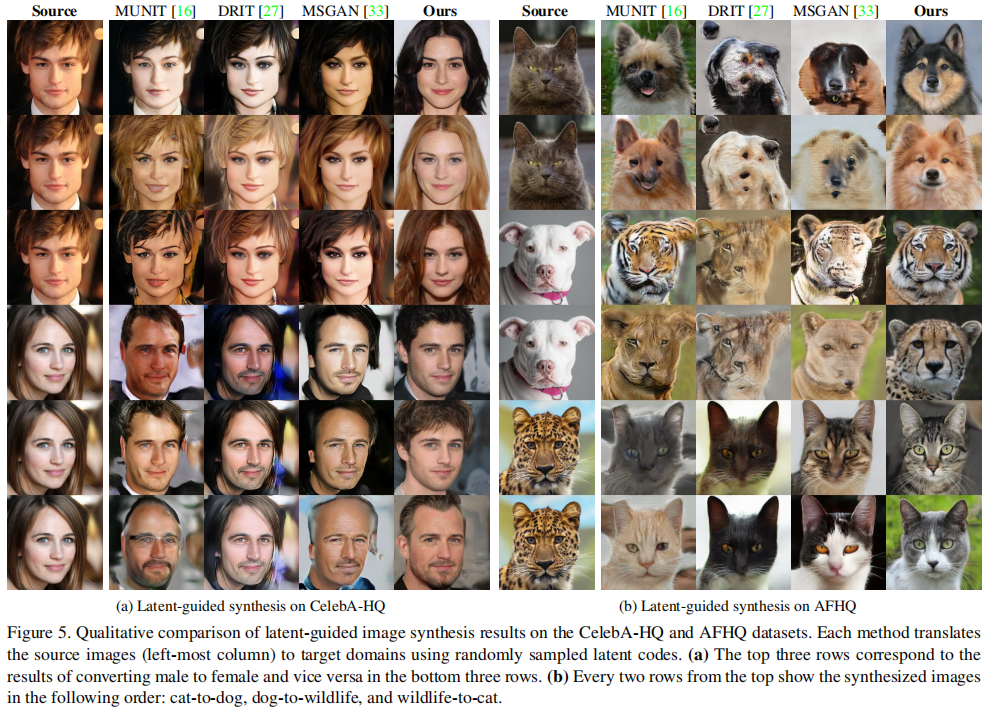 Source MUNIT [16] DRIT [27] MSGAN [33] Ours Source MUNIT [16] DRIT [27] MSGAN [33] Ours
(a) Latent-guided synthesis on CelebA-HQ (b) Latent-guided synthesis on AFHQ
Figure 5. Qualitative comparison of latent-guided image synthesis results on the CelebA-HQ and AFHQ datasets. Each method translates
the source images (left-most column) to target domains using randomly sampled latent codes. (a) The top three rows correspond to the
results of converting male to female and vice versa in the bottom three rows. (b) Every two rows from the top show the synthesized images
in the following order: cat-to-dog, dog-to-wildlife, and wildlife-to-cat.